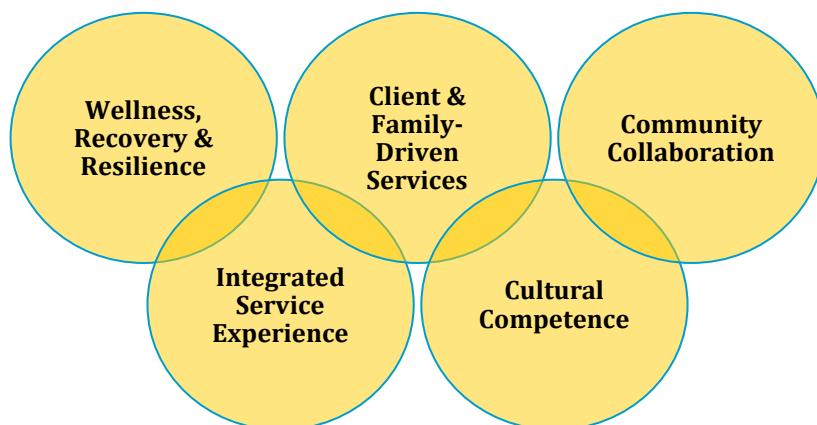 Wellness,
Recovery &
Resilience
Client &
Family-
Driven
Services
Community
Collaboration
Integrated
Service
Experience
Cultural
Competence